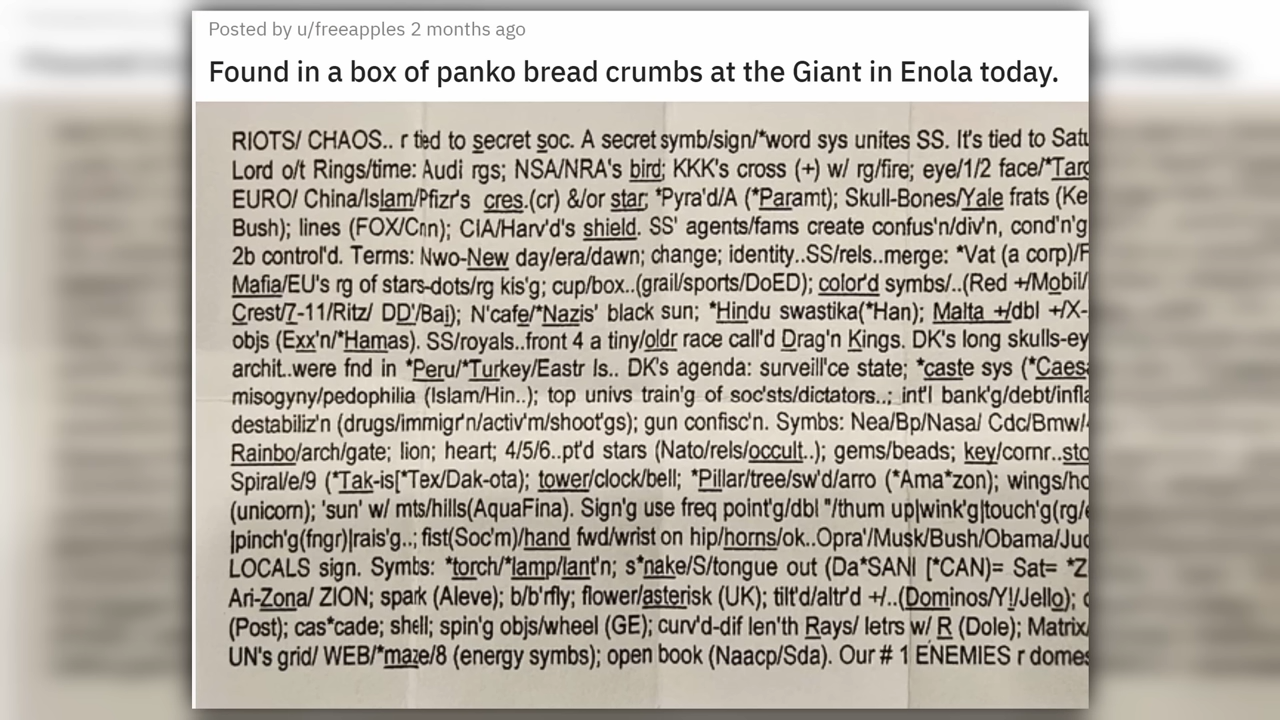 Posted by u/freeapples 2 months ago
Found in a box of panko bread crumbs at the Giant in Enola today.
RIOTS/ CHAOS.. r tied to secret soc. A secret symb/sign/*word sys unites SS. It's tied to Satu
Lord o/t Rings/time: Audi rgs; NSA/NRA's bird; KKK's cross (+) w/ rg/fire; eye/1/2 face/*Targ
EURO/ China/Islam/Pfizr's cres.(cr) &/or star; *Pyra'd/A (*Paramt); Skull-Bones/Yale frats (Ke
Bush); lines (FOX/Cnn); CIA/Harv'd's shield. SS' agents/fams create confus'n/div'n, cond'n'g
2b control'd. Terms: Nwo-New day/era/dawn; change; identity..SS/rels..merge: *Vat (a corp)/F
Mafia/EU's rg of stars-dots/rg kis'g; cup/box..(grail/sports/DoED); color'd symbs/..(Red +/Mobil/
Crest/7-11/Ritz/ DD'/Bai); N'cafe/*Nazis' black sun; *Hindu swastika(*Han); Malta +/dbl +/X-
objs (Exx'n/*Hamas). SS/royals..front 4 a tiny/oldr race call'd Drag'n Kings. DK's long skulls-ey
archit..were fnd in *Peru/*Turkey/Eastr Is.. DK's agenda: surveill'ce state; *caste sys (*Caesa
misogyny/pedophilia (Islam/Hin..); top univs train'g of soc'sts/dictators..; int'l bank'g/debt/infla
destabiliz'n (drugs/immigr'n/activ'm/shoot'gs); gun confisc'n. Symbs: Nea/Bp/Nasa/ Cdc/Bmw/
Rainbo/arch/gate; lion; heart; 4/5/6..pt'd stars (Nato/rels/occult..); gems/beads; key/cornr..sto
Spiral/e/9 (*Tak-is[*Tex/Dak-ota); tower/clock/bell; *Pillar/tree/sw'd/arro (*Ama*zon); wings/ho
(unicorn); 'sun' w/ mts/hills(AquaFina). Sign'g use freq point'g/dbl "/thum up|wink'g|touch'g(rg/e
|pinch'g(fngr)|rais'g..; fist(Soc'm)/hand fwd/wrist on hip/horns/ok..Opra'/Musk/Bush/Obama/Jud
LOCALS sign. Symbs: *torch/*lamp/lant'n; s*nake/S/tongue out (Da*SANI [*CAN)= Sat= *Z
Ari-Zona/ ZION; spark (Aleve); b/b'rfly; flower/asterisk (UK); tilt'd/altr'd +/..(Dominos/Y!/Jello);
(Post); cas*cade; shell; spin'g objs/wheel (GE); curv'd-dif len'th Rays/ letrs w/ R (Dole); Matrix/
UN's grid/ WEB/*maze/8 (energy symbs); open book (Naacp/Sda). Our # 1 ENEMIES r domes